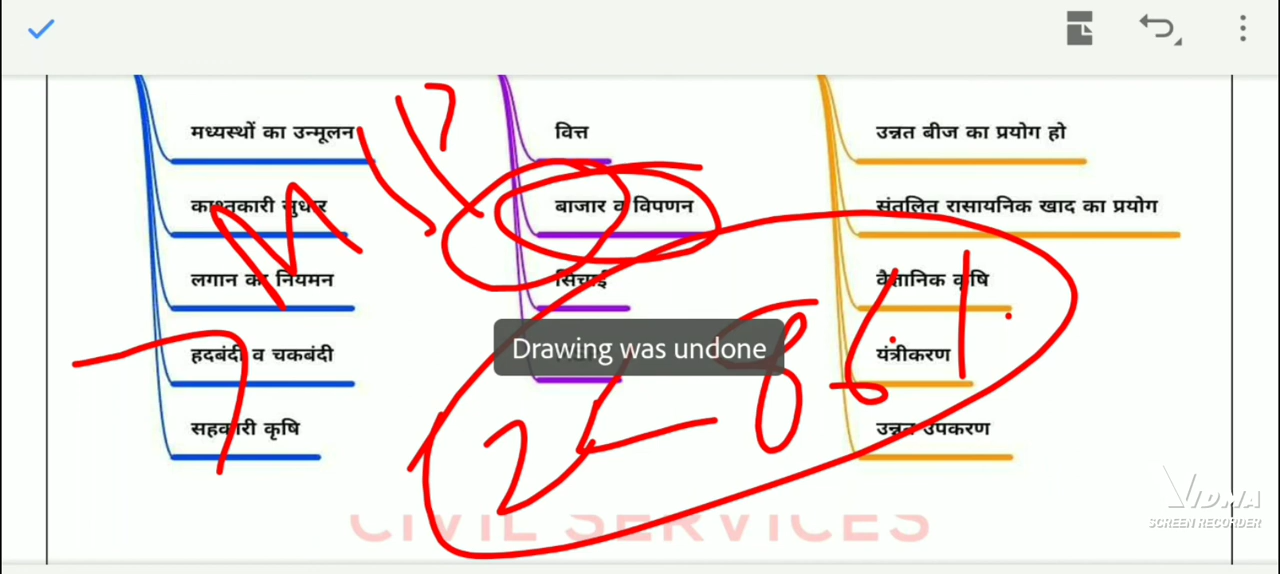 मध्यस्थों का उन्मूलन
काश्तकारी सुधार
लगान का नियमन
हदबंदी व चकबंदी
सहकारी कृषि
वित्त
बाजार व विपणन
सिंचाई
Drawing was undone
उन्नत बीज का प्रयोग हो
संतलित रासायनिक खाद का प्रयोग
वैज्ञानिक कृषि
यंत्रीकरण
उन्नत उपकरण
CIVIL SERVICES
VIDMA
SCREEN RECORDER